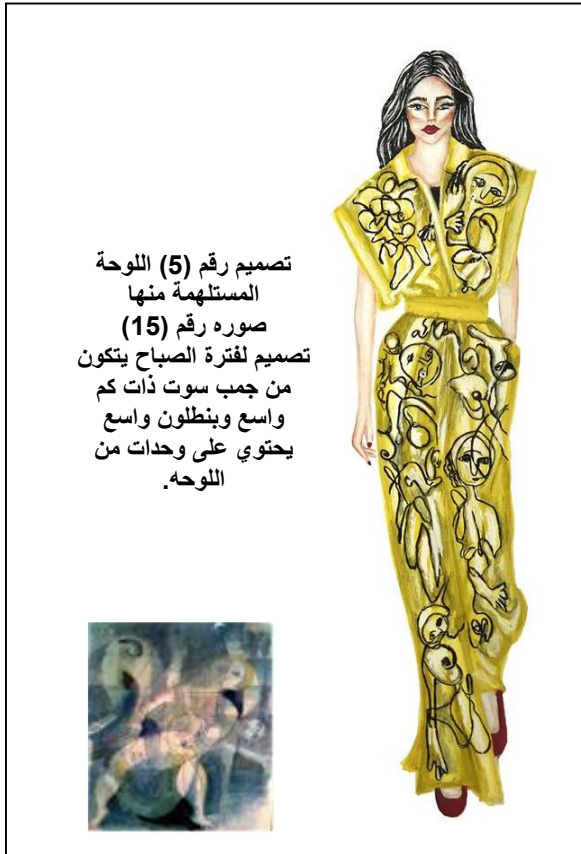 تصميم رقم (5) اللوحة
المستلهمة منها
صوره رقم (15)
تصميم لفترة الصباح يتكون
من جمب سوت ذات كم
واسع وبنطلون واسع
يحتوي على وحدات من
اللوحه.